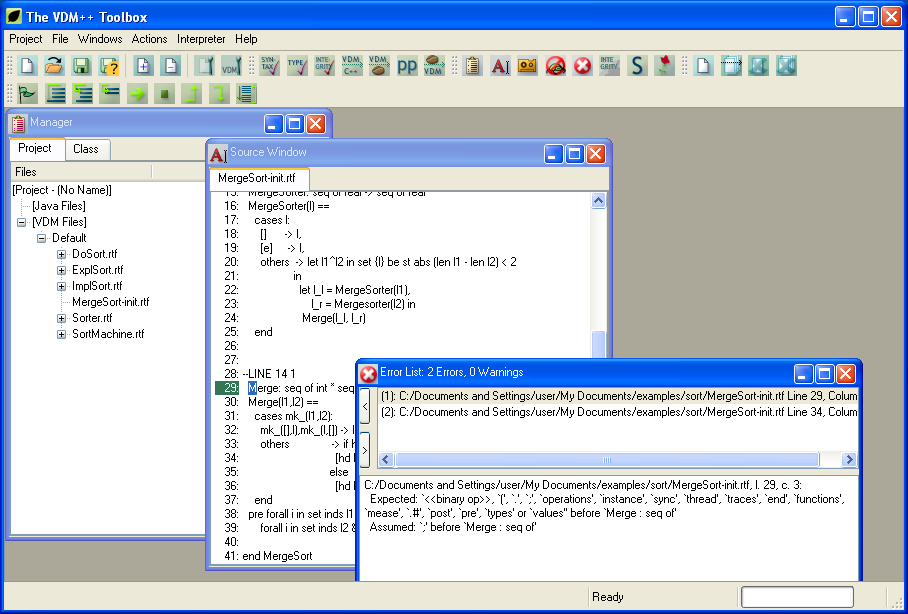 The VDM++ Toolbox
Project File Windows Actions Interpreter Help
SYN- TAX TYPE INTE- GRITY VDM C++ VDM PP VDM A INTE GRITY S
VDM
Manager
Project Class
Files
[Project - (No Name)]
[Java Files]
[VDM Files]
Default
DoSort.rtf
ExplSort.rtf
ImplSort.rtf
MergeSort-init.rtf
Sorter.rtf
SortMachine.rtf
Source Window
MergeSort-init.rtf
15: MergeSorter: seq of real -> seq of real
16: MergeSorter(l) ==
17: cases l:
18: [] -> l,
19: [e] -> l,
20: others -> let l1^l2 in set {l} be st abs (len l1 - len l2) < 2
21: in
22: let l_l = MergeSorter(l1),
23: l_r = Mergesorter(l2) in
24: Merge(l_l, l_r)
25: end
26:
27:
28: --LINE 14 1
29: Merge: seq of int * seq
30: Merge(l1,l2) ==
31: cases mk_(l1,l2):
32: mk_([],l),mk_(l,[]) -> l
33: others -> if h
34: [hd l
35: else
36: [hd l
37: end
38: pre forall i in set inds l1
39: forall i in set inds l2 &
40:
41: end MergeSort
Error List: 2 Errors, 0 Warnings
(1): C:/Documents and Settings/user/My Documents/examples/sort/MergeSort-init.rtf Line 29, Colum
(2): C:/Documents and Settings/user/My Documents/examples/sort/MergeSort-init.rtf Line 34, Colum
C:/Documents and Settings/user/My Documents/examples/sort/MergeSort-init.rtf, l. 29, c. 3:
Expected: `<<binary op>>, `(', `.', `;', `operations', `instance', `sync', `thread', `traces', `end', `functions',
`mease', `.#', `post', `pre', `types' or `values'' before `Merge : seq of'
Assumed: `;' before `Merge : seq of'
Ready